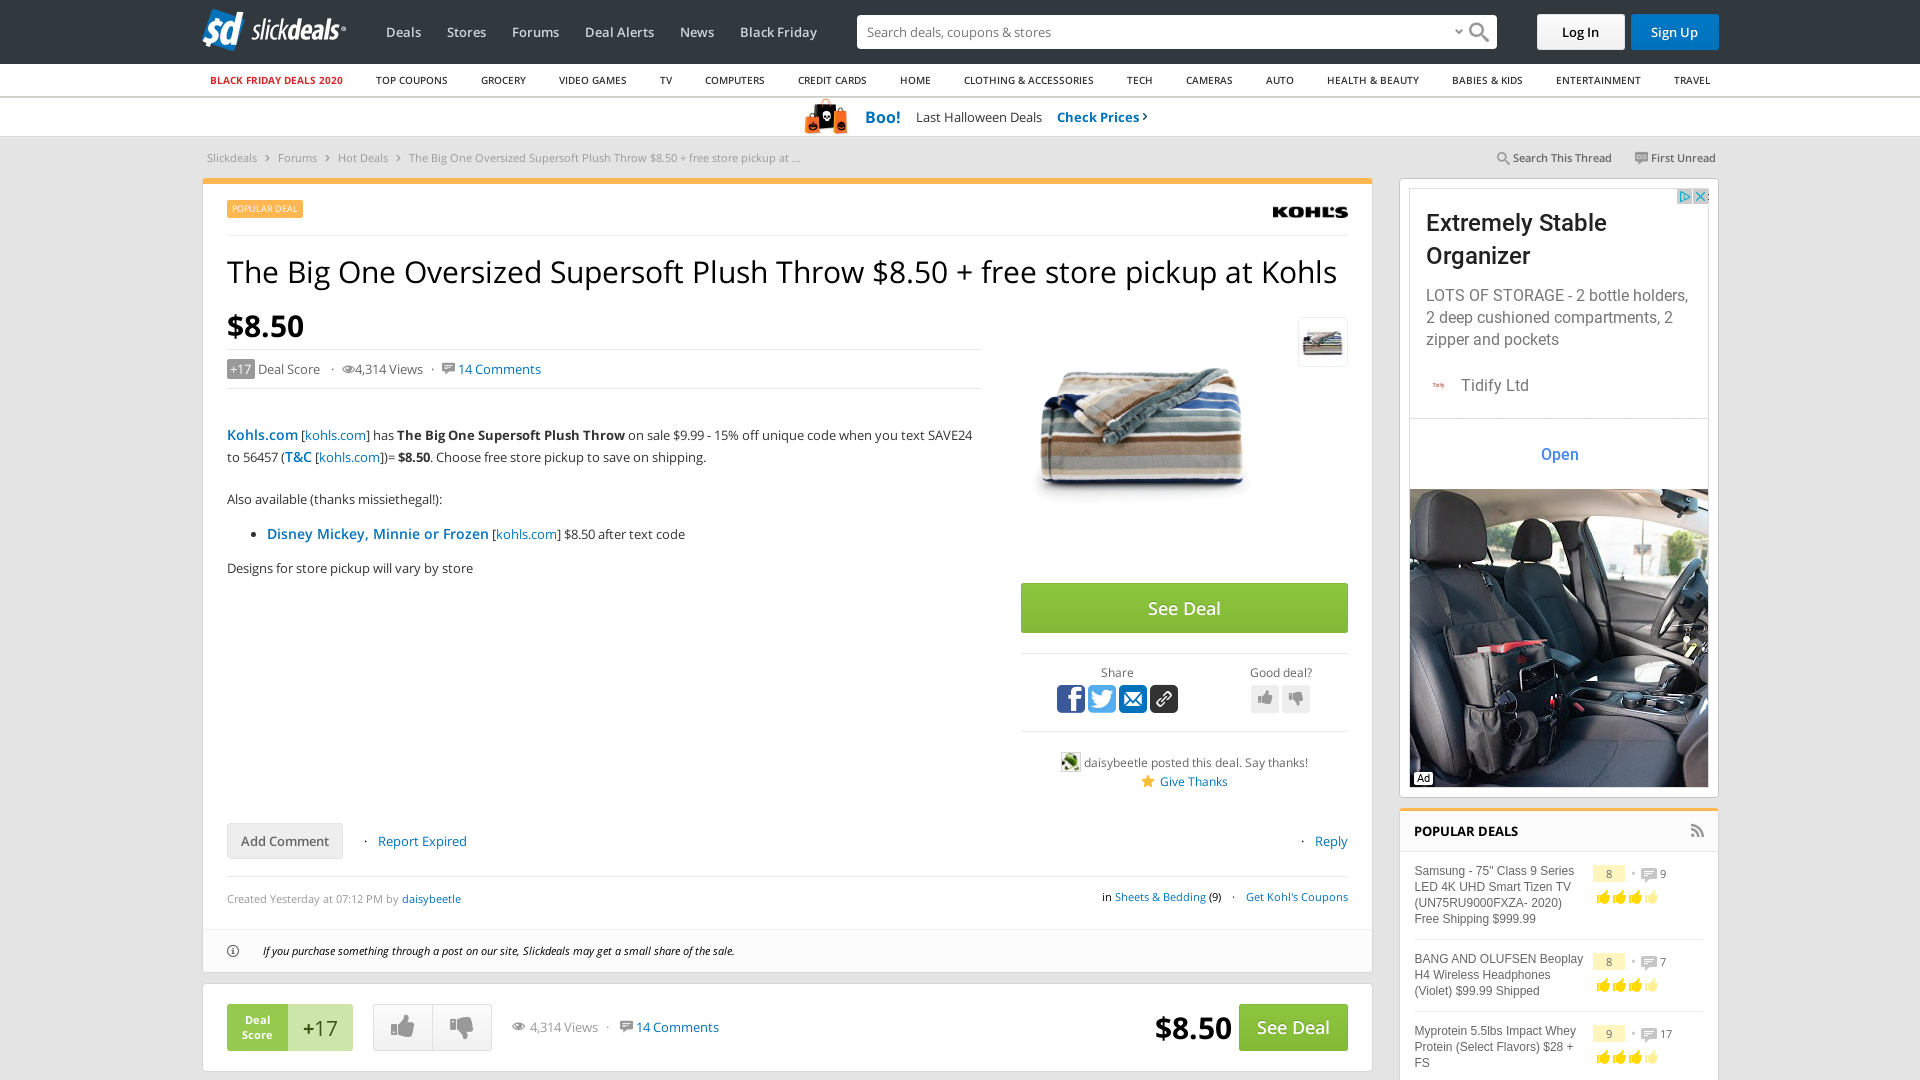 slickdeals
Deals Stores Forums Deal Alerts News Black Friday
Search deals, coupons & stores
Log In Sign Up
BLACK FRIDAY DEALS 2020 TOP COUPONS GROCERY VIDEO GAMES TV COMPUTERS CREDIT CARDS HOME CLOTHING & ACCESSORIES TECH CAMERAS AUTO HEALTH & BEAUTY BABIES & KIDS ENTERTAINMENT TRAVEL
Boo! Last Halloween Deals Check Prices
Slickdeals Forums Hot Deals The Big One Oversized Supersoft Plush Throw $8.50 + free store pickup at ...
Search This Thread First Unread
POPULAR DEAL
KOHL'S
The Big One Oversized Supersoft Plush Throw $8.50 + free store pickup at Kohls
$8.50
+17 Deal Score · 4,314 Views · 14 Comments
Kohls.com [kohls.com] has The Big One Supersoft Plush Throw on sale $9.99 - 15% off unique code when you text SAVE24
to 56457 (T&C [kohls.com])= $8.50. Choose free store pickup to save on shipping.
Also available (thanks missiethegal!):
• Disney Mickey, Minnie or Frozen [kohls.com] $8.50 after text code
Designs for store pickup will vary by store
See Deal
Share Good deal?
daisybeetle posted this deal. Say thanks!
Give Thanks
Add Comment · Report Expired
· Reply
Created Yesterday at 07:12 PM by daisybeetle
in Sheets & Bedding (9) · Get Kohl's Coupons
If you purchase something through a post on our site, Slickdeals may get a small share of the sale.
Deal
Score
+17
4,314 Views · 14 Comments
$8.50 See Deal
Extremely Stable
Organizer
LOTS OF STORAGE - 2 bottle holders,
2 deep cushioned compartments, 2
zipper and pockets
Tidify Ltd
Open
Ad
POPULAR DEALS
Samsung - 75" Class 9 Series
LED 4K UHD Smart Tizen TV
(UN75RU9000FXZA- 2020)
Free Shipping $999.99
8 • 9
BANG AND OLUFSEN Beoplay
H4 Wireless Headphones
(Violet) $99.99 Shipped
8 • 7
Myprotein 5.5lbs Impact Whey
Protein (Select Flavors) $28 +
FS
9 • 17